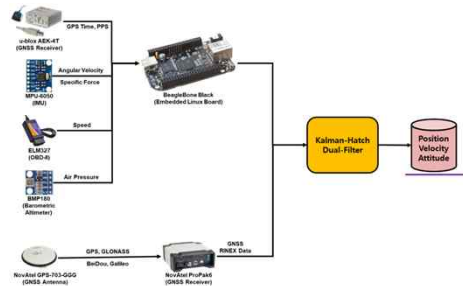 GPS Time, PPS
u-blox AEK-4T
(GNSS Receiver)
Angular Velocity
Specific Force
MPU-6050
(IMU)
BeagleBone Black
(Embedded Linux Board)
Speed
ELM327
(OBD-II)
Air Pressure
BMP180
(Barometric
Altimeter)
Kalman-Hatch
Dual-Filter
Position
Velocity
Attitude
GPS, GLONASS
BeiDou, Galileo
NovAtel GPS-703-GGG
(GNSS Antenna)
GNSS
RINEX Data
NovAtel ProPak6
(GNSS Receiver)